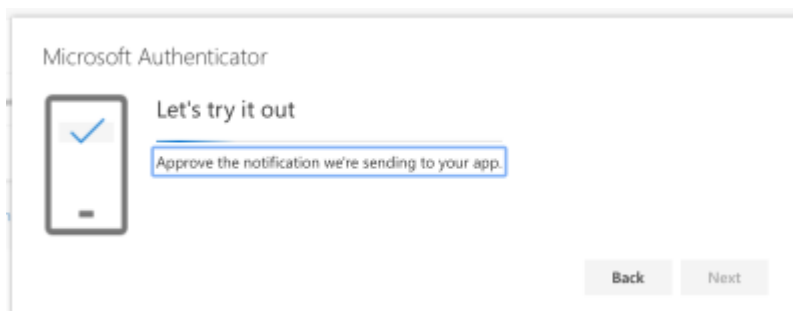 Microsoft Authenticator
Let's try it out
Approve the notification we're sending to your app.
Back
Next